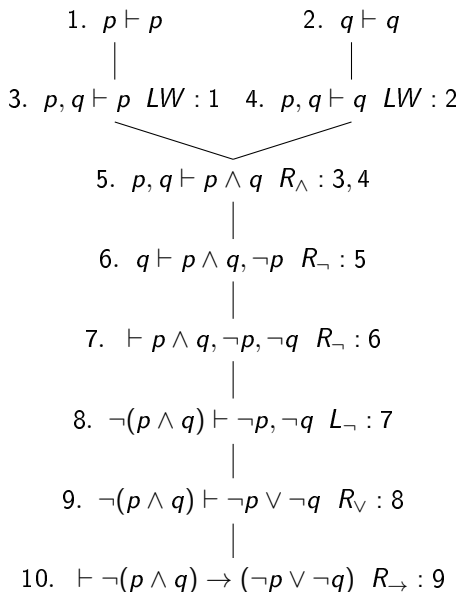 1. p ⊢ p 2. q ⊢ q
3. p, q ⊢ p LW : 1 4. p, q ⊢ q LW : 2
5. p, q ⊢ p ∧ q R∧ : 3, 4
6. q ⊢ p ∧ q, ¬p R¬ : 5
7. ⊢ p ∧ q, ¬p, ¬q R¬ : 6
8. ¬(p ∧ q) ⊢ ¬p, ¬q L¬ : 7
9. ¬(p ∧ q) ⊢ ¬p ∨ ¬q R∨ : 8
10. ⊢ ¬(p ∧ q) → (¬p ∨ ¬q) R→ : 9